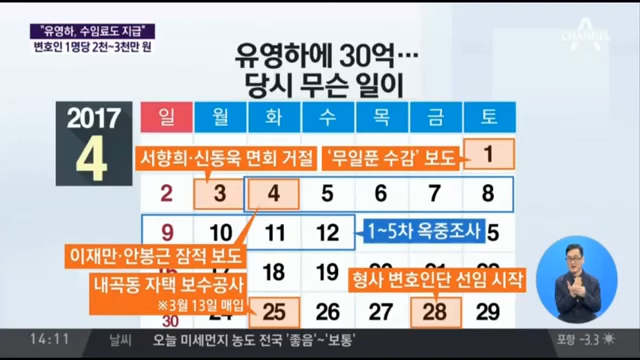 "유영하, 수임료도 지급"
변호인 1명당 2천~3천만 원
유영하에 30억...
당시 무슨 일이
2017
4
일 월 화 수 목 금 토
서향희·신동욱 면회 거절
'무일푼 수감' 보도
1
2 3 4 5 6 7 8
9 10 11 12
1~5차 옥중조사
5
이재만·안봉근 잠적 보도
16 19 20 21 22
내곡동 자택 보수공사
※3월 13일 매입
형사 변호인단 선임 시작
30 24 25 26 27 28 29
14:11 날씨 오늘 미세먼지 농도 전국 "좋음"~"보통"
포항 -3.3